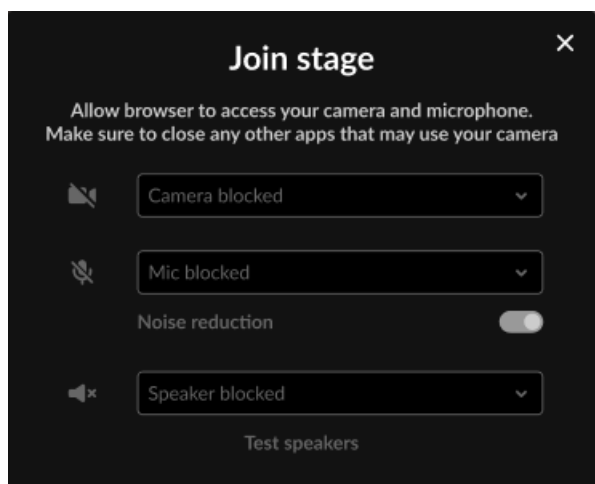 Join stage
Allow browser to access your camera and microphone.
Make sure to close any other apps that may use your camera
Camera blocked
Mic blocked
Noise reduction
Speaker blocked
Test speakers